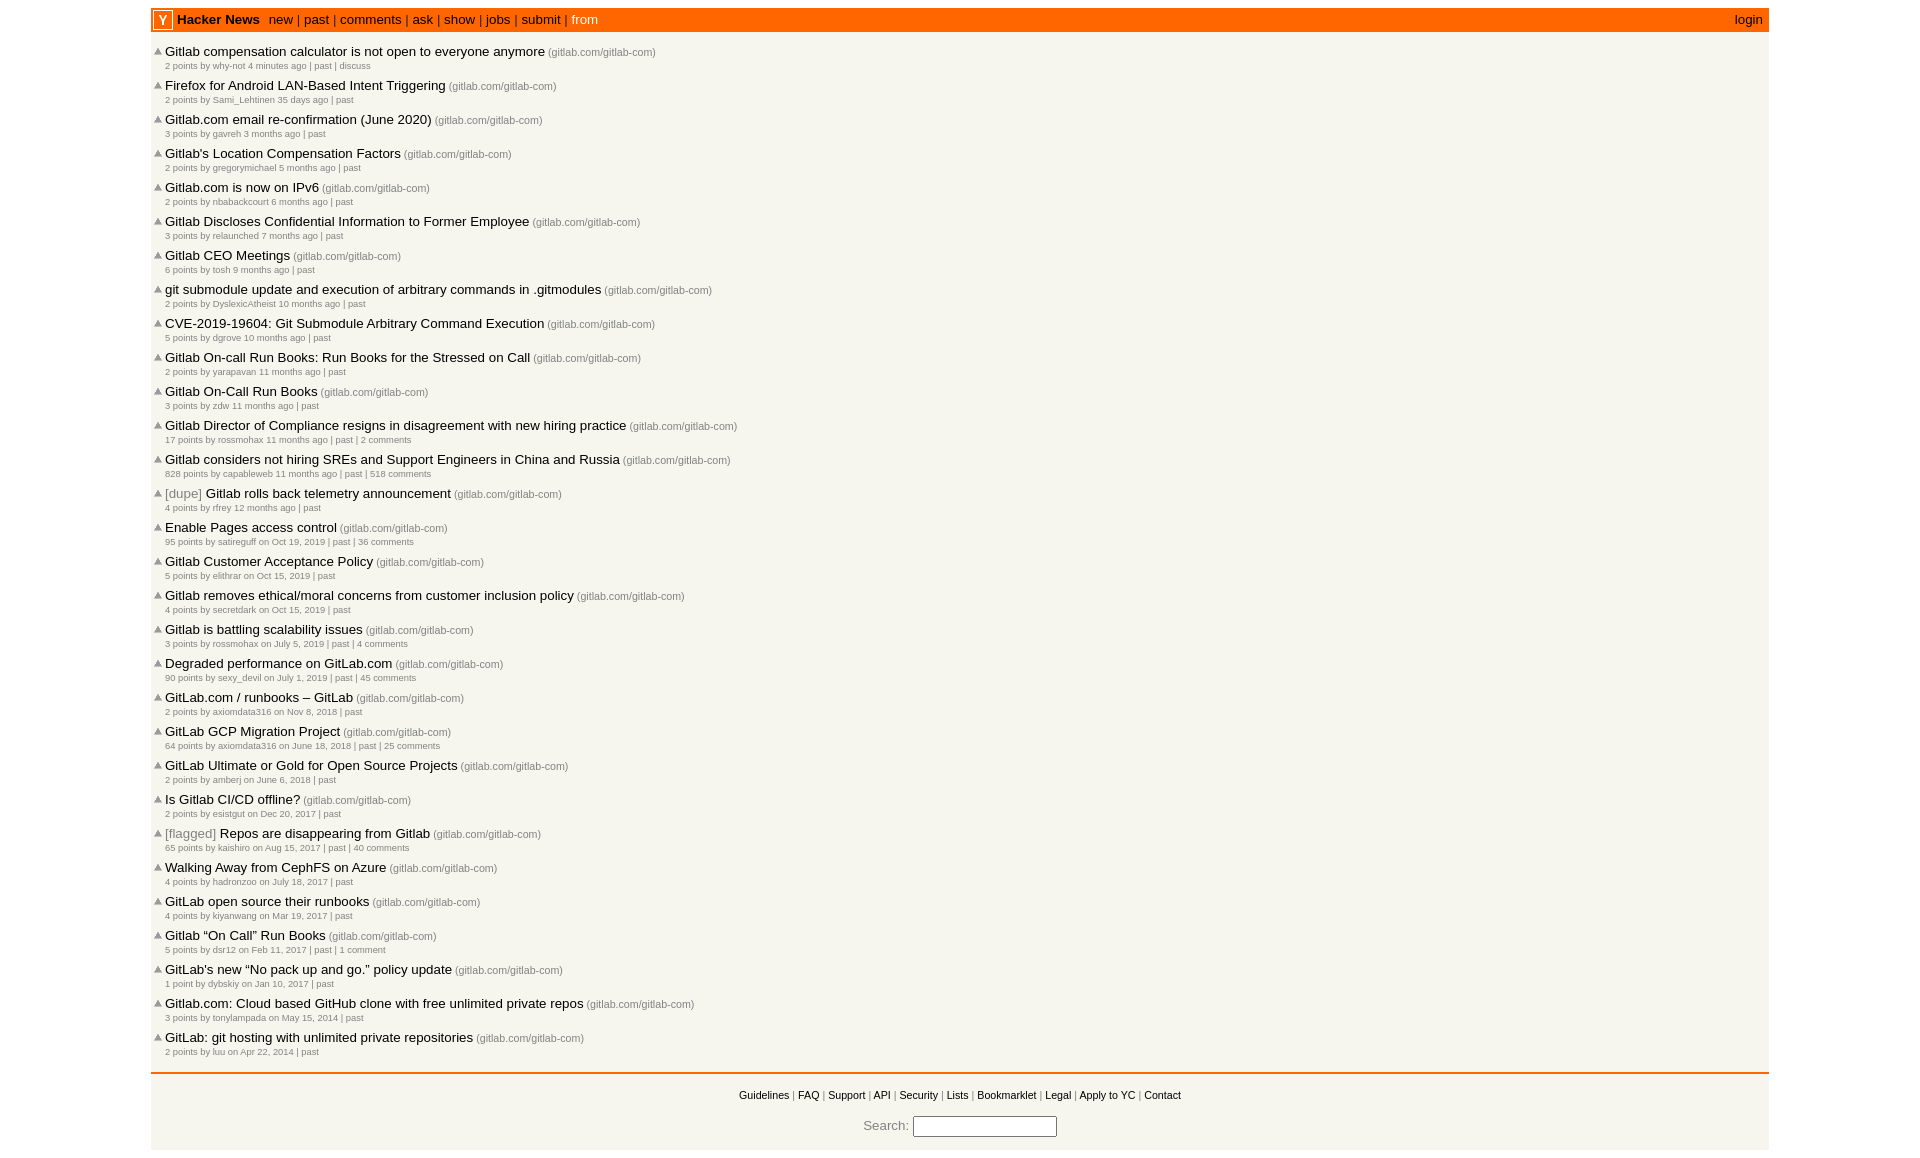 Y Hacker News new | past | comments | ask | show | jobs | submit | from login
Gitlab compensation calculator is not open to everyone anymore (gitlab.com/gitlab-com)
2 points by why-not 4 minutes ago | past | discuss
Firefox for Android LAN-Based Intent Triggering (gitlab.com/gitlab-com)
2 points by Sami_Lehtinen 35 days ago | past
Gitlab.com email re-confirmation (June 2020) (gitlab.com/gitlab-com)
3 points by gavreh 3 months ago | past
Gitlab's Location Compensation Factors (gitlab.com/gitlab-com)
2 points by gregorymichael 5 months ago | past
Gitlab.com is now on IPv6 (gitlab.com/gitlab-com)
2 points by nbabackcourt 6 months ago | past
Gitlab Discloses Confidential Information to Former Employee (gitlab.com/gitlab-com)
3 points by relaunched 7 months ago | past
Gitlab CEO Meetings (gitlab.com/gitlab-com)
6 points by tosh 9 months ago | past
git submodule update and execution of arbitrary commands in .gitmodules (gitlab.com/gitlab-com)
2 points by DyslexicAtheist 10 months ago | past
CVE-2019-19604: Git Submodule Arbitrary Command Execution (gitlab.com/gitlab-com)
5 points by dgrove 10 months ago | past
Gitlab On-call Run Books: Run Books for the Stressed on Call (gitlab.com/gitlab-com)
2 points by yarapavan 11 months ago | past
Gitlab On-Call Run Books (gitlab.com/gitlab-com)
3 points by zdw 11 months ago | past
Gitlab Director of Compliance resigns in disagreement with new hiring practice (gitlab.com/gitlab-com)
17 points by rossmohax 11 months ago | past | 2 comments
Gitlab considers not hiring SREs and Support Engineers in China and Russia (gitlab.com/gitlab-com)
828 points by capableweb 11 months ago | past | 518 comments
[dupe] Gitlab rolls back telemetry announcement (gitlab.com/gitlab-com)
4 points by rfrey 12 months ago | past
Enable Pages access control (gitlab.com/gitlab-com)
95 points by satireguff on Oct 19, 2019 | past | 36 comments
Gitlab Customer Acceptance Policy (gitlab.com/gitlab-com)
5 points by elithrar on Oct 15, 2019 | past
Gitlab removes ethical/moral concerns from customer inclusion policy (gitlab.com/gitlab-com)
4 points by secretdark on Oct 15, 2019 | past
Gitlab is battling scalability issues (gitlab.com/gitlab-com)
3 points by rossmohax on July 5, 2019 | past | 4 comments
Degraded performance on GitLab.com (gitlab.com/gitlab-com)
90 points by sexy_devil on July 1, 2019 | past | 45 comments
GitLab.com / runbooks – GitLab (gitlab.com/gitlab-com)
2 points by axiomdata316 on Nov 8, 2018 | past
GitLab GCP Migration Project (gitlab.com/gitlab-com)
64 points by axiomdata316 on June 18, 2018 | past | 25 comments
GitLab Ultimate or Gold for Open Source Projects (gitlab.com/gitlab-com)
2 points by amberj on June 6, 2018 | past
Is Gitlab CI/CD offline? (gitlab.com/gitlab-com)
2 points by esistgut on Dec 20, 2017 | past
[flagged] Repos are disappearing from Gitlab (gitlab.com/gitlab-com)
65 points by kaishiro on Aug 15, 2017 | past | 40 comments
Walking Away from CephFS on Azure (gitlab.com/gitlab-com)
4 points by hadronzoo on July 18, 2017 | past
GitLab open source their runbooks (gitlab.com/gitlab-com)
4 points by kiyanwang on Mar 19, 2017 | past
Gitlab “On Call” Run Books (gitlab.com/gitlab-com)
5 points by dsr12 on Feb 11, 2017 | past | 1 comment
GitLab's new “No pack up and go.” policy update (gitlab.com/gitlab-com)
1 point by dybskiy on Jan 10, 2017 | past
Gitlab.com: Cloud based GitHub clone with free unlimited private repos (gitlab.com/gitlab-com)
3 points by tonylampada on May 15, 2014 | past
GitLab: git hosting with unlimited private repositories (gitlab.com/gitlab-com)
2 points by luu on Apr 22, 2014 | past
Guidelines | FAQ | Support | API | Security | Lists | Bookmarklet | Legal | Apply to YC | Contact
Search: